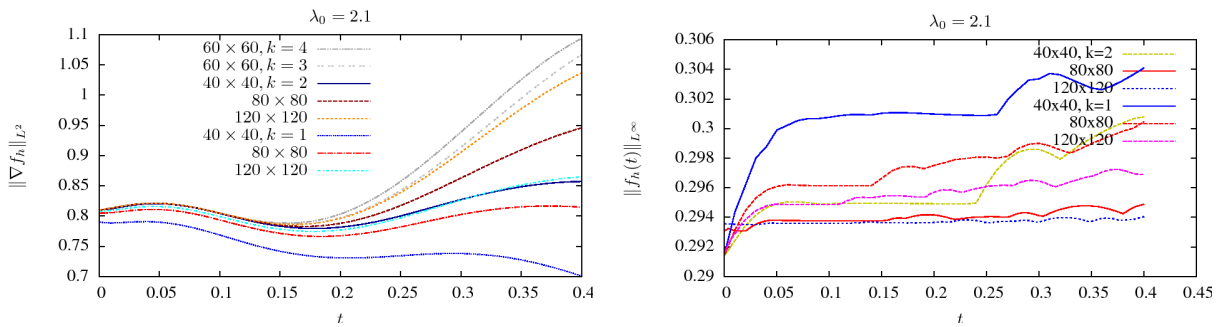 λ₀ = 2.1
‖∇f_h‖_{L²}
1.1
1.05
1
0.95
0.9
0.85
0.8
0.75
0.7
60 × 60, k = 4
60 × 60, k = 3
40 × 40, k = 2
80 × 80
120 × 120
40 × 40, k = 1
80 × 80
120 × 120
0 0.05 0.1 0.15 0.2 0.25 0.3 0.35 0.4
t
λ₀ = 2.1
‖f_h(t)‖_{L^∞}
0.306
0.304
0.302
0.3
0.298
0.296
0.294
0.292
0.29
40x40, k=2
80x80
120x120
40x40, k=1
80x80
120x120
0 0.05 0.1 0.15 0.2 0.25 0.3 0.35 0.4 0.45
t